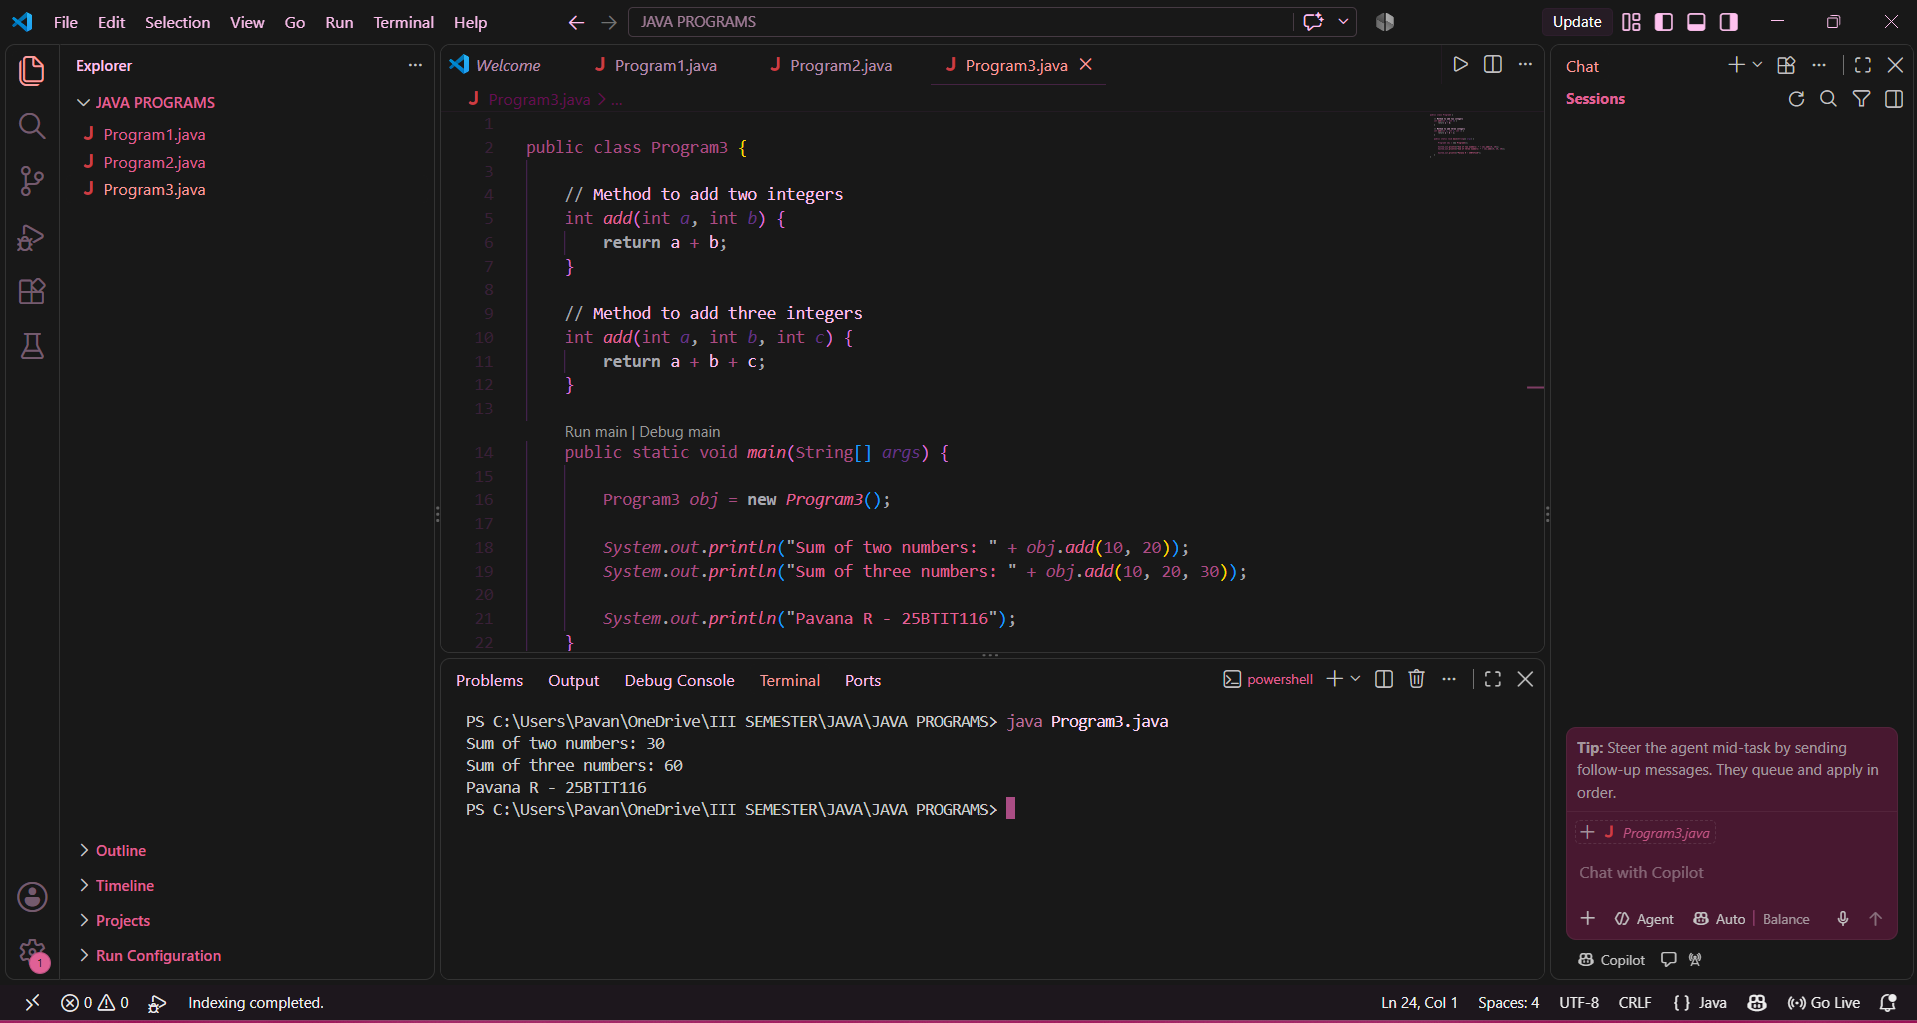 File Edit Selection View Go Run Terminal Help
JAVA PROGRAMS
Update
Explorer
JAVA PROGRAMS
Program1.java
Program2.java
Program3.java
Outline
Timeline
Projects
Run Configuration
1
Welcome
Program1.java
Program2.java
Program3.java
Program3.java > ...
1
2 public class Program3 {
3
4 // Method to add two integers
5 int add(int a, int b) {
6 return a + b;
7 }
8
9 // Method to add three integers
10 int add(int a, int b, int c) {
11 return a + b + c;
12 }
13
Run main | Debug main
14 public static void main(String[] args) {
15
16 Program3 obj = new Program3();
17
18 System.out.println("Sum of two numbers: " + obj.add(10, 20));
19 System.out.println("Sum of three numbers: " + obj.add(10, 20, 30));
20
21 System.out.println("Pavana R - 25BTIT116");
22 }
Problems Output Debug Console Terminal Ports
powershell
PS C:\Users\Pavan\OneDrive\III SEMESTER\JAVA\JAVA PROGRAMS> java Program3.java
Sum of two numbers: 30
Sum of three numbers: 60
Pavana R - 25BTIT116
PS C:\Users\Pavan\OneDrive\III SEMESTER\JAVA\JAVA PROGRAMS>
Chat
Sessions
Tip: Steer the agent mid-task by sending
follow-up messages. They queue and apply in
order.
Program3.java
Chat with Copilot
Agent Auto Balance
Copilot
0 0 Indexing completed.
Ln 24, Col 1 Spaces: 4 UTF-8 CRLF {} Java Go Live